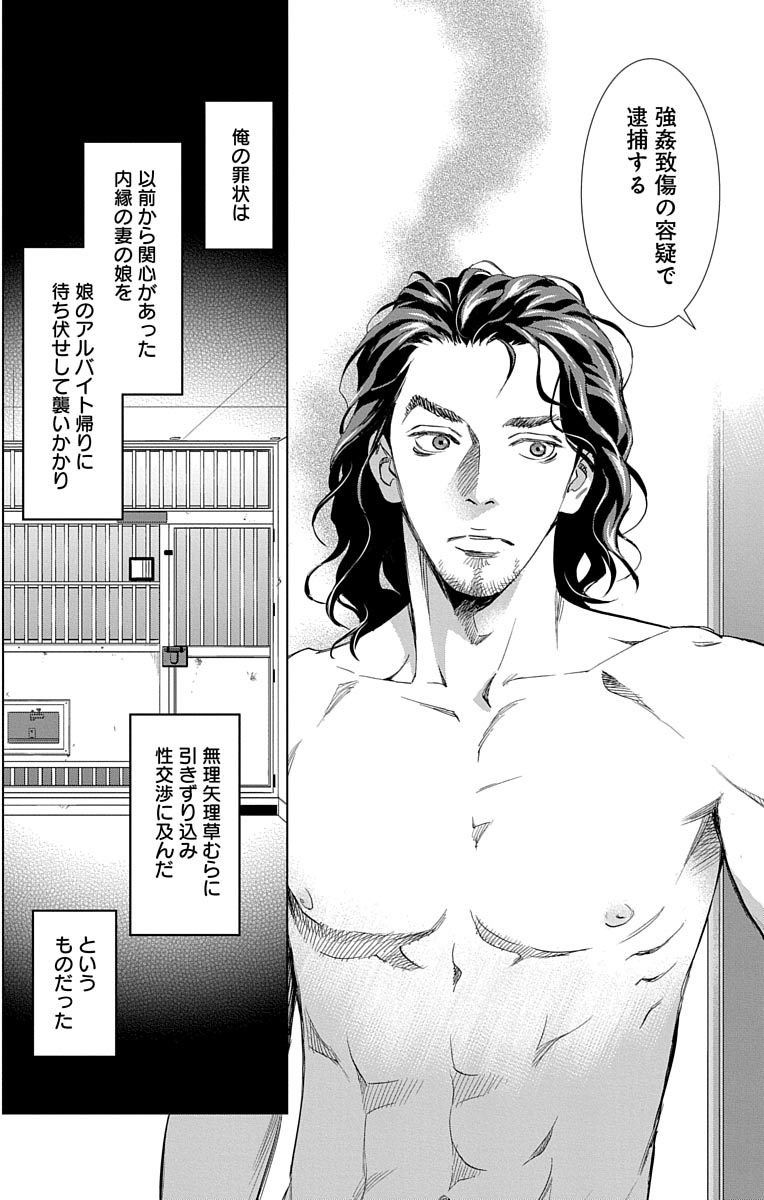 強姦致傷の容疑で
逮捕する
俺の罪状は
以前から関心があった
内縁の妻の娘を
娘のアルバイト帰りに
待ち伏せして襲いかかり
無理矢理草むらに
引きずり込み
性交渉に及んだ
という
ものだった